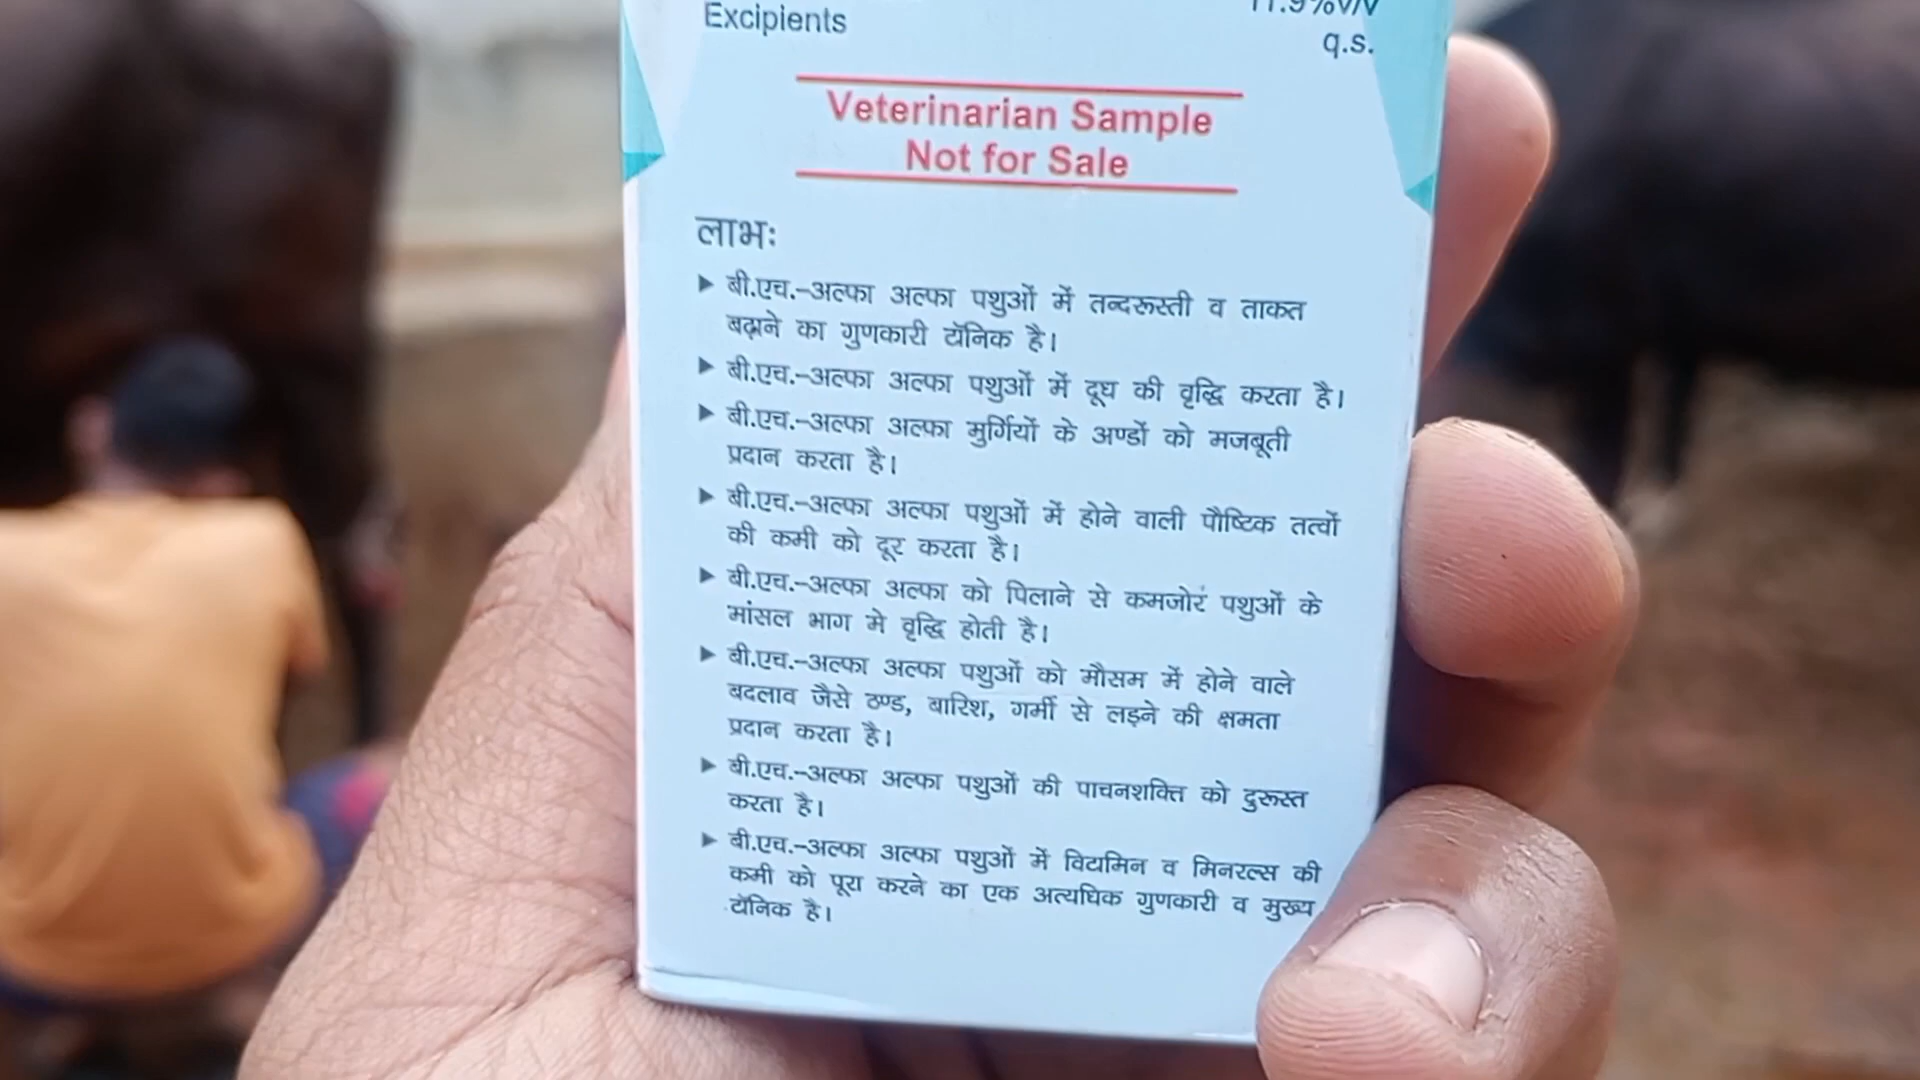 Excipients
q.s.
Veterinarian Sample
Not for Sale
लाभः
➤ बी.एच.–अल्फा अल्फा पशुओं में तन्दरूस्ती व ताकत
बढ़ाने का गुणकारी टॉनिक है।
➤ बी.एच.–अल्फा अल्फा पशुओं में दूध की वृद्धि करता है।
➤ बी.एच.–अल्फा अल्फा मुर्गियों के अण्डों को मजबूती
प्रदान करता है।
➤ बी.एच.–अल्फा अल्फा पशुओं में होने वाली पौष्टिक तत्वों
की कमी को दूर करता है।
➤ बी.एच.–अल्फा अल्फा को पिलाने से कमजोर पशुओं के
मांसल भाग मे वृद्धि होती है।
➤ बी.एच.–अल्फा अल्फा पशुओं को मौसम में होने वाले
बदलाव जैसे ठण्ड, बारिश, गर्मी से लड़ने की क्षमता
प्रदान करता है।
➤ बी.एच.–अल्फा अल्फा पशुओं की पाचनशक्ति को दुरूस्त
करता है।
➤ बी.एच.–अल्फा अल्फा पशुओं में विटामिन व मिनरल्स की
कमी को पूरा करने का एक अत्यधिक गुणकारी व मुख्य
टॉनिक है।